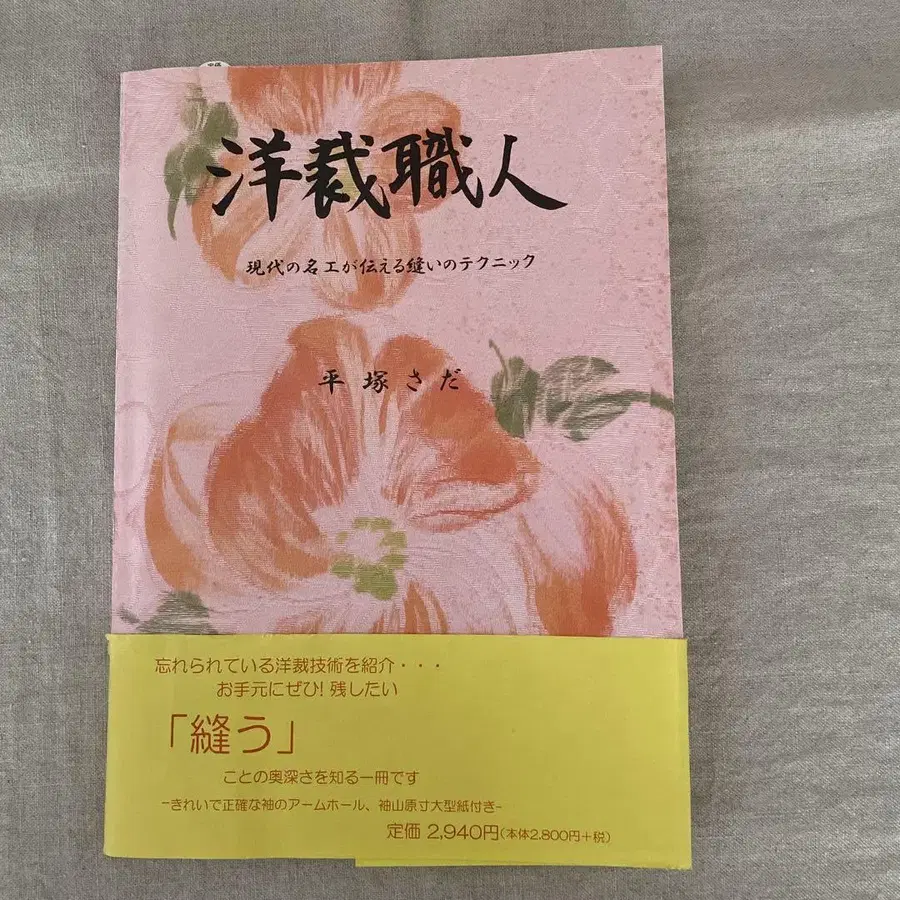 洋裁職人
現代の名工が伝える縫いのテクニック
平塚さだ
忘れられている洋裁技術を紹介・・・
お手元にぜひ!残したい
「縫う」
ことの奥深さを知る一冊です
-きれいで正確な袖のアームホール、袖山原寸大型紙付き-
定価 2,940円(本体2,800円+税)